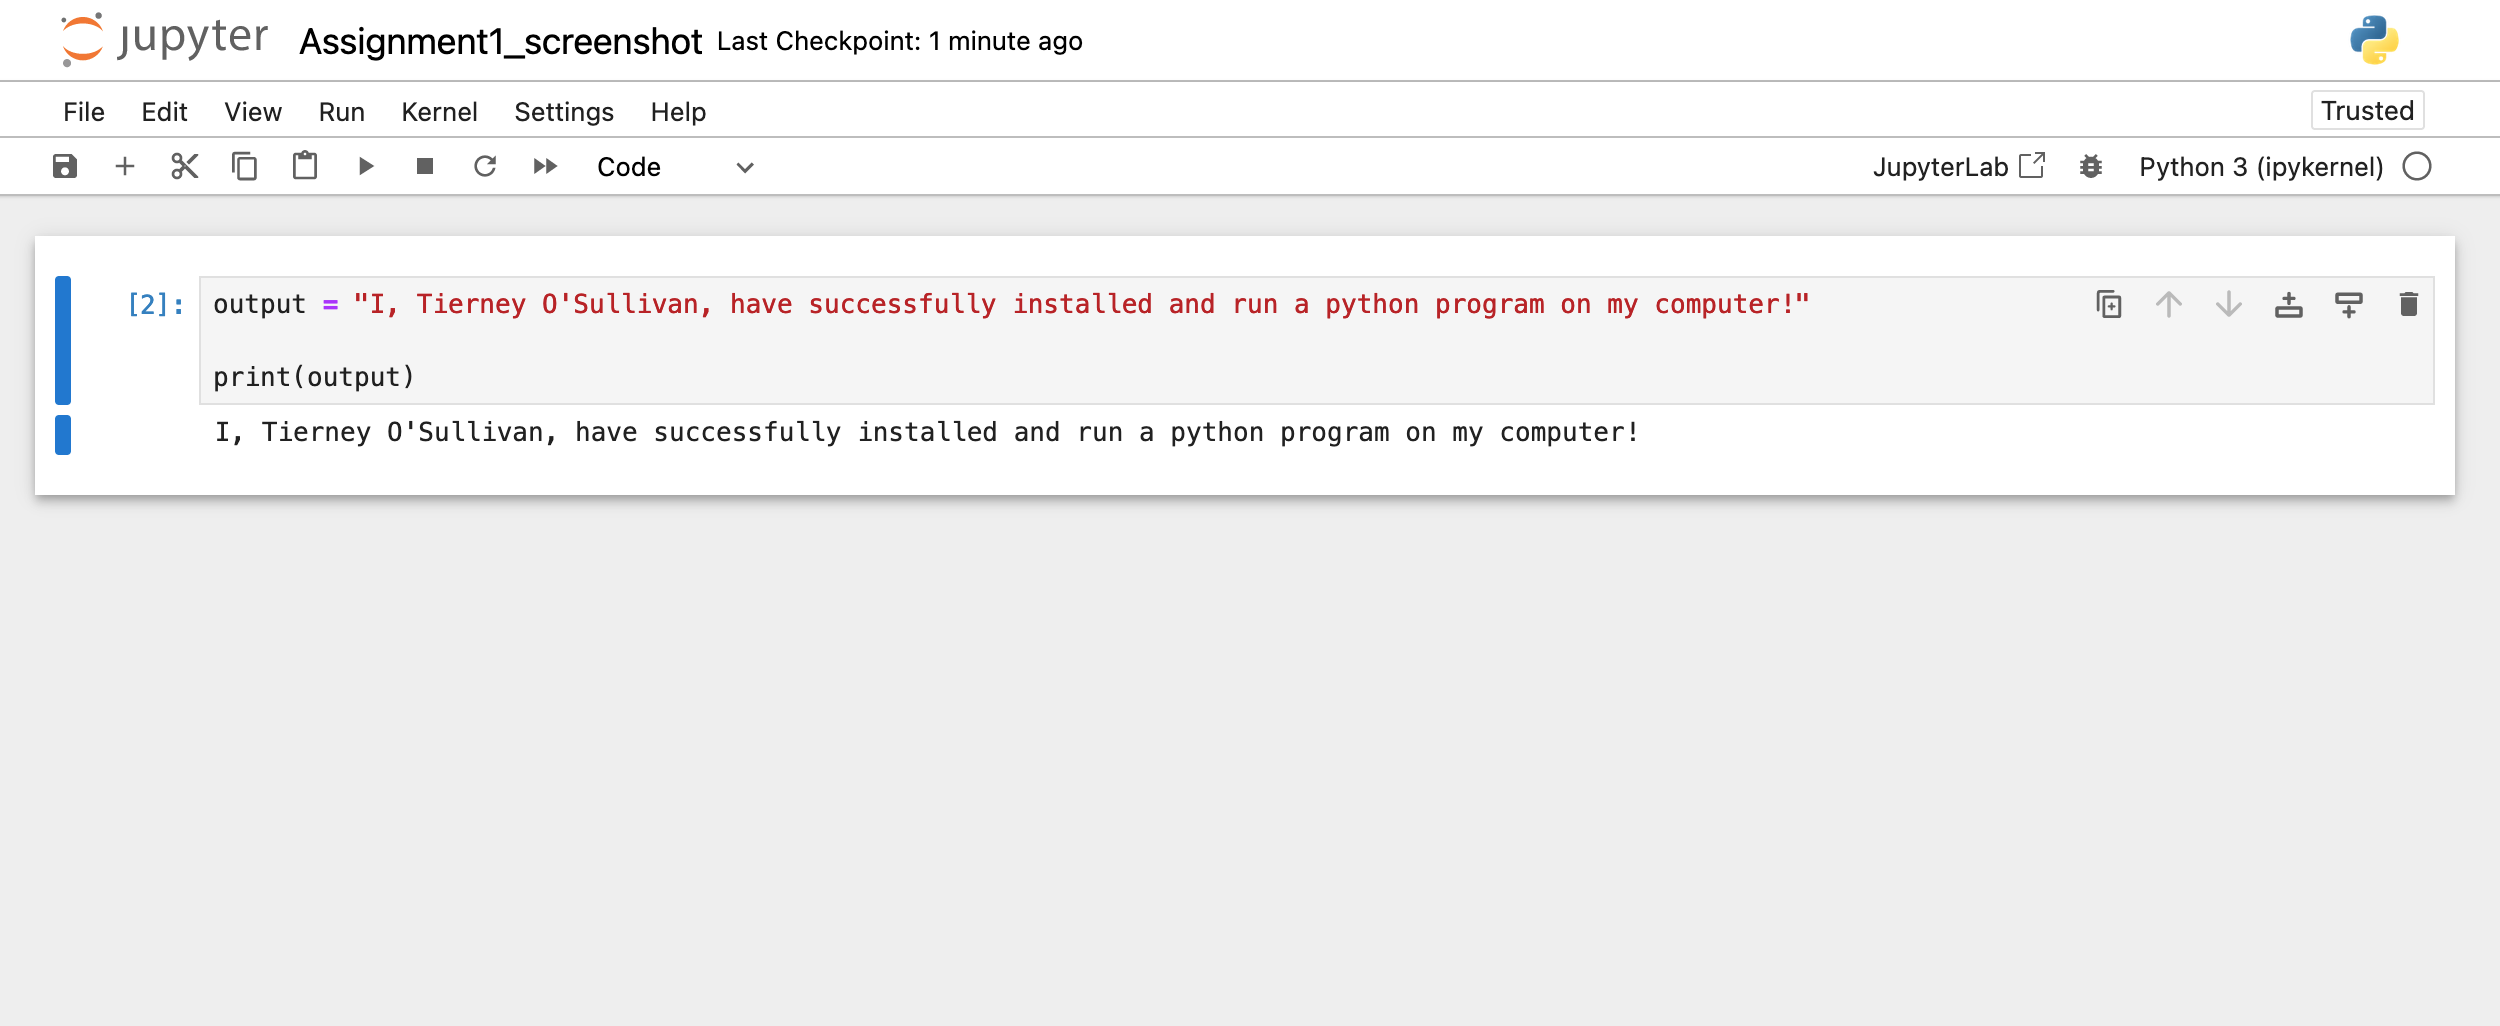 jupyter Assignment1_screenshot Last Checkpoint: 1 minute ago
File Edit View Run Kernel Settings Help Trusted
Code JupyterLab Python 3 (ipykernel)
[2]: output = "I, Tierney O'Sullivan, have successfully installed and run a python program on my computer!"
print(output)
I, Tierney O'Sullivan, have successfully installed and run a python program on my computer!